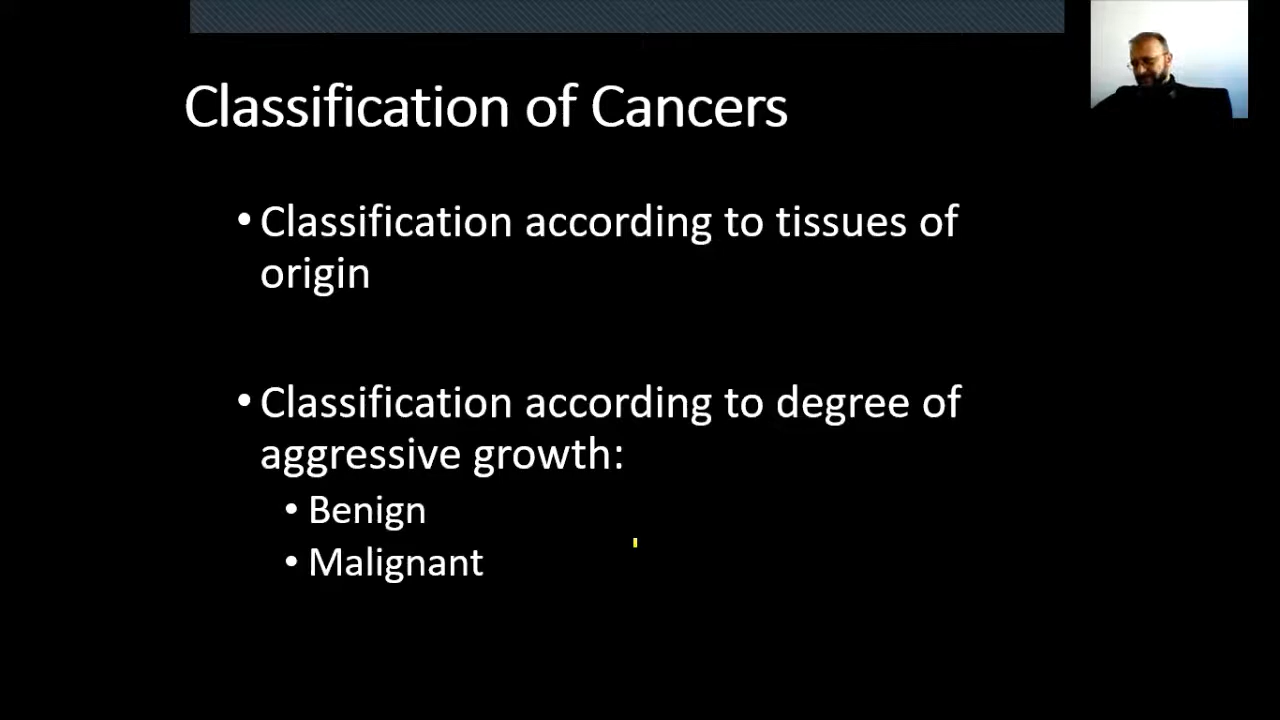 Classification of Cancers
• Classification according to tissues of
origin
• Classification according to degree of
aggressive growth:
• Benign
• Malignant